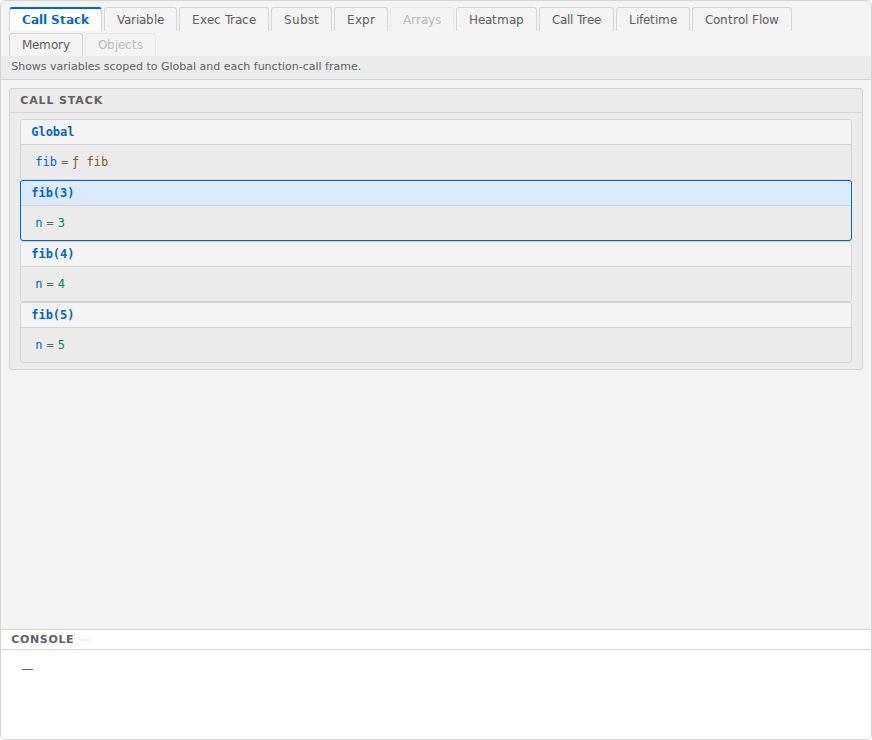 Call Stack Variable Exec Trace Subst Expr Arrays Heatmap Call Tree Lifetime Control Flow
Memory Objects
Shows variables scoped to Global and each function-call frame.
CALL STACK
Global
fib = ƒ fib
fib(3)
n = 3
fib(4)
n = 4
fib(5)
n = 5
CONSOLE —
—